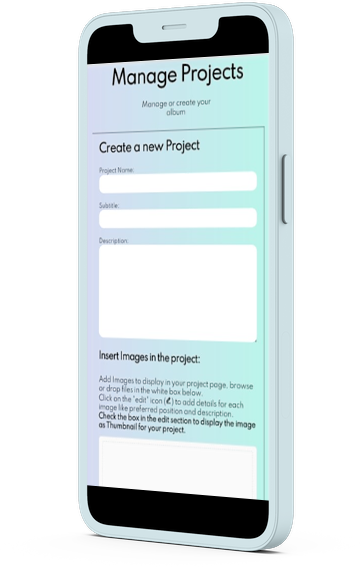 Manage Projects
Manage or create your
album
Create a new Project
Project Name:
Subtitle:
Description:
Insert Images in the project:
Add Images to display in your project page, browse
or drop files in the white box below.
Click on the "edit" icon ( ) to add details for each
image like preferred position and description.
Check the box in the edit section to display the image
as Thumbnail for your project.